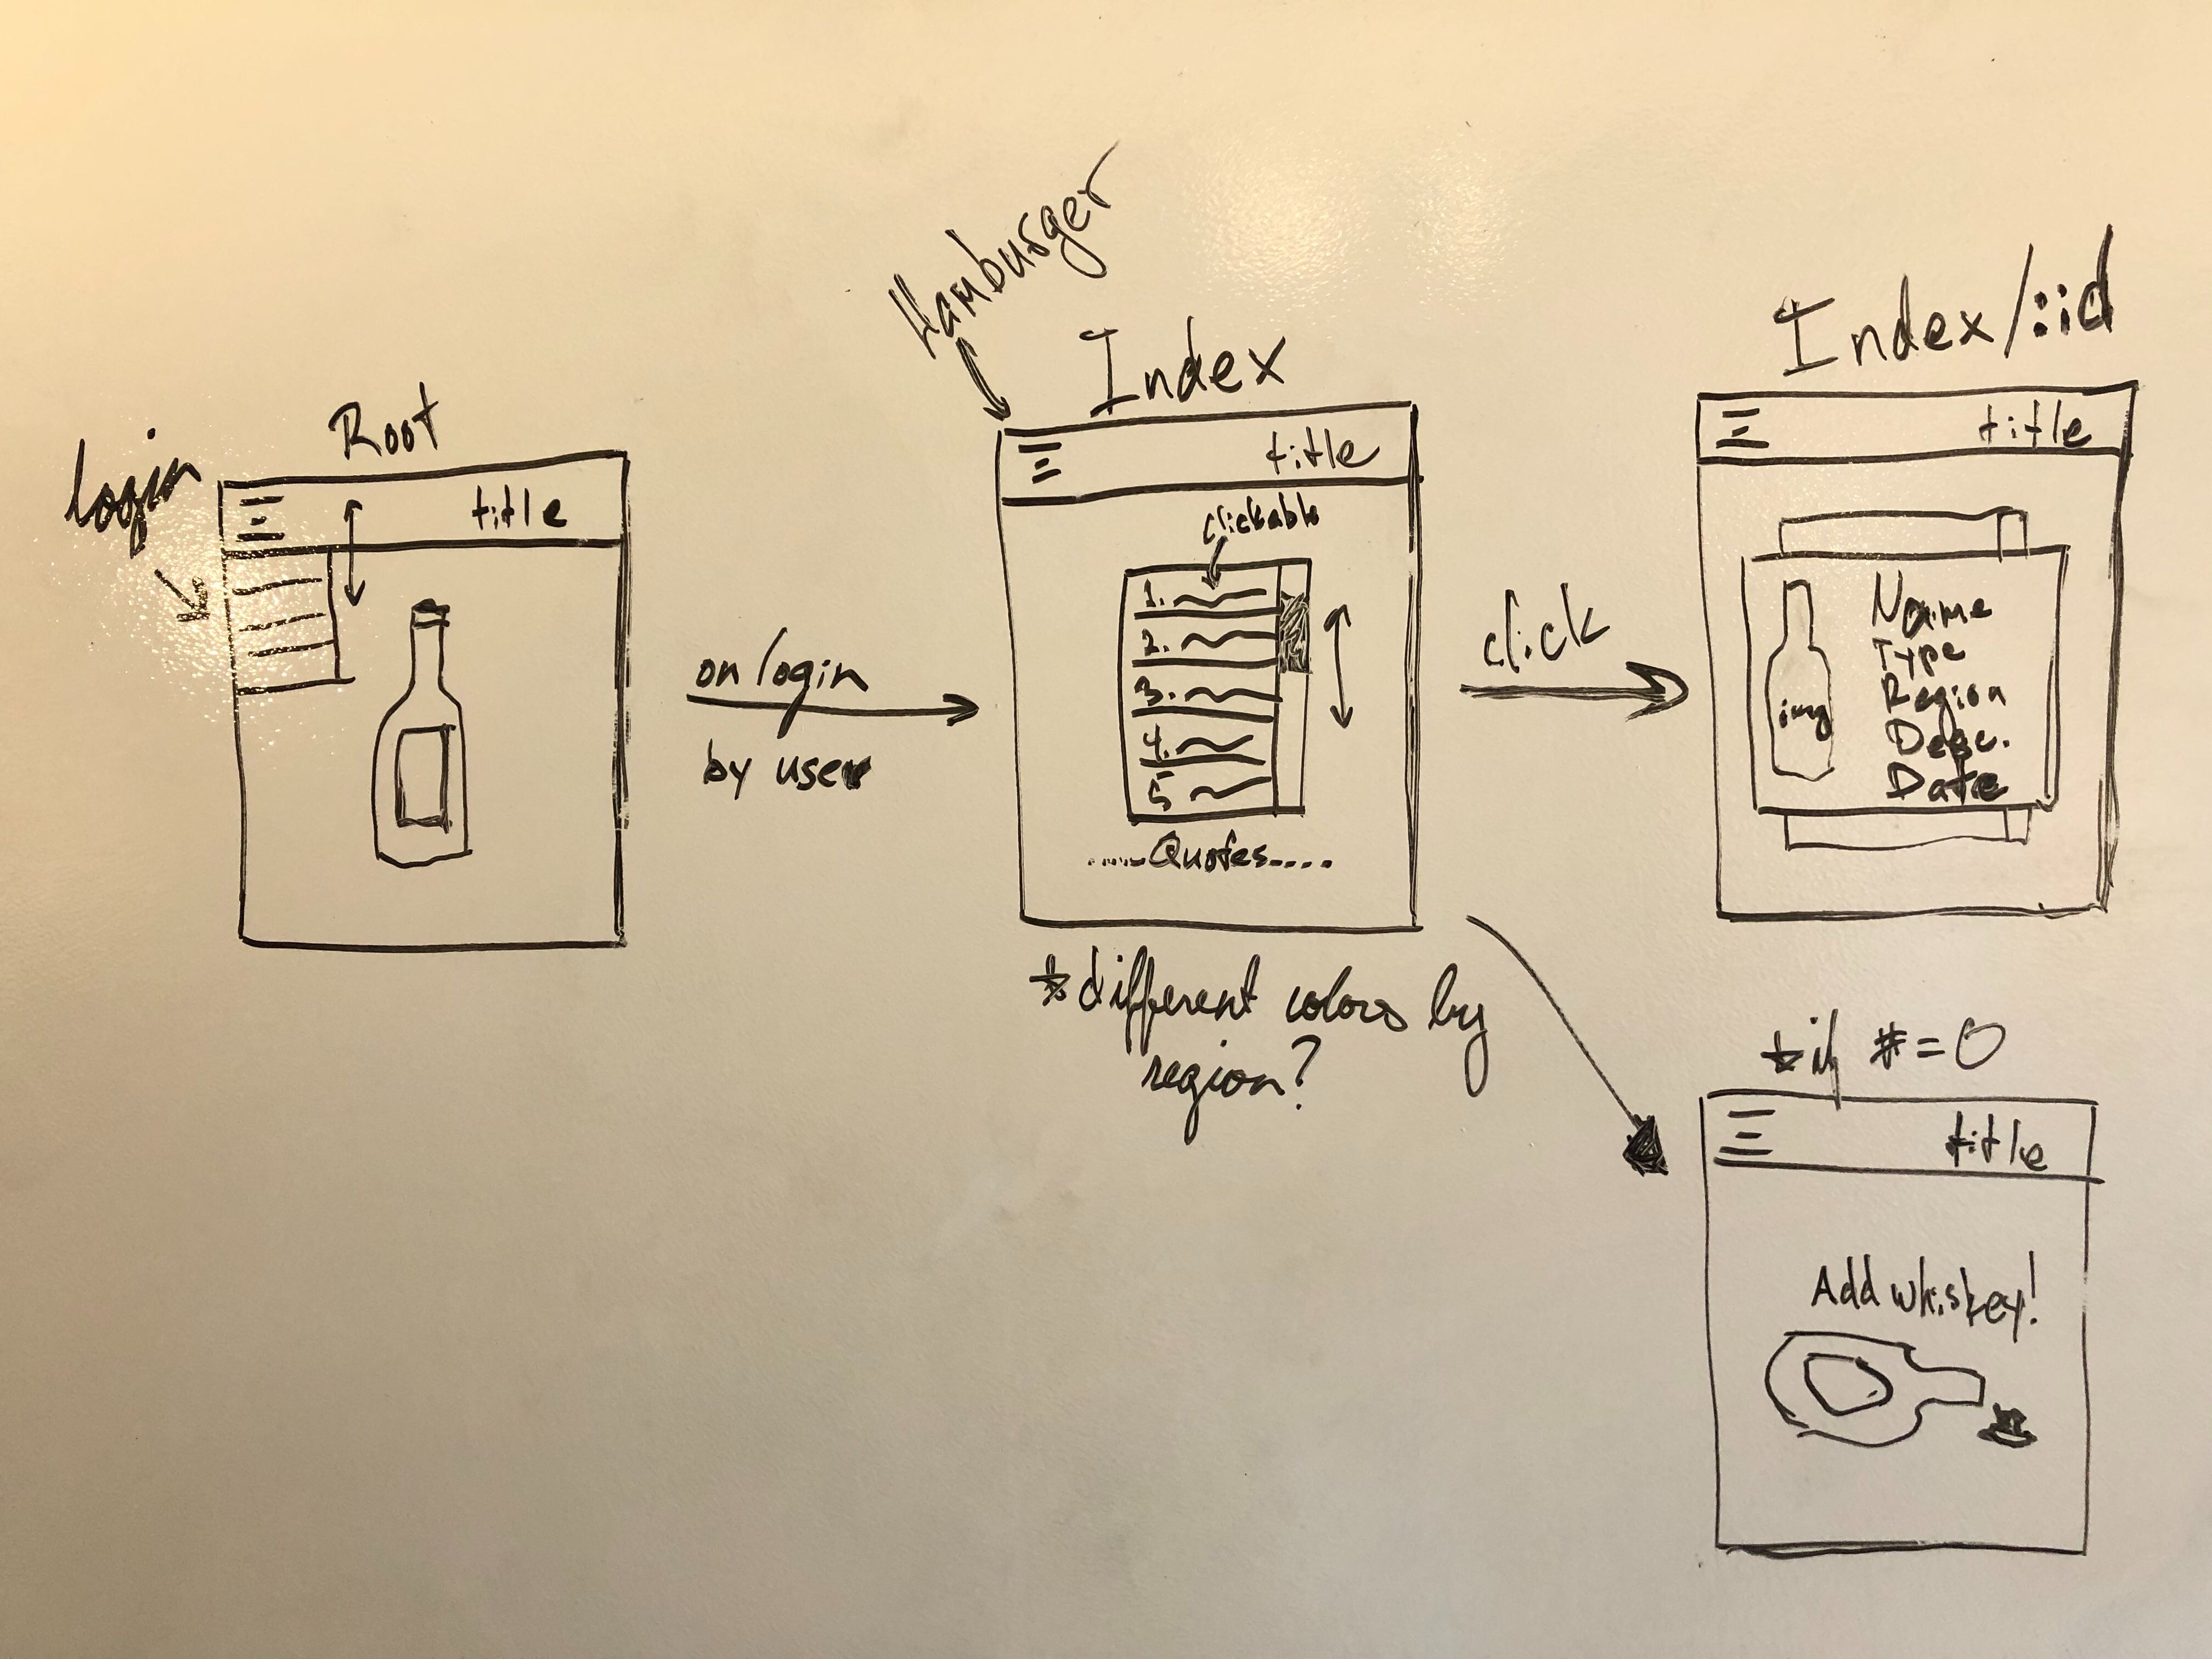 Hamburger
Root
login
title
on login
by user
Index
title
clickable
1.
2.
3.
4.
5
.....Quotes....
*different colors by
region?
click
Index/:id
title
img
Name
Type
Region
Desc.
Date
*if #=0
title
Add whiskey!